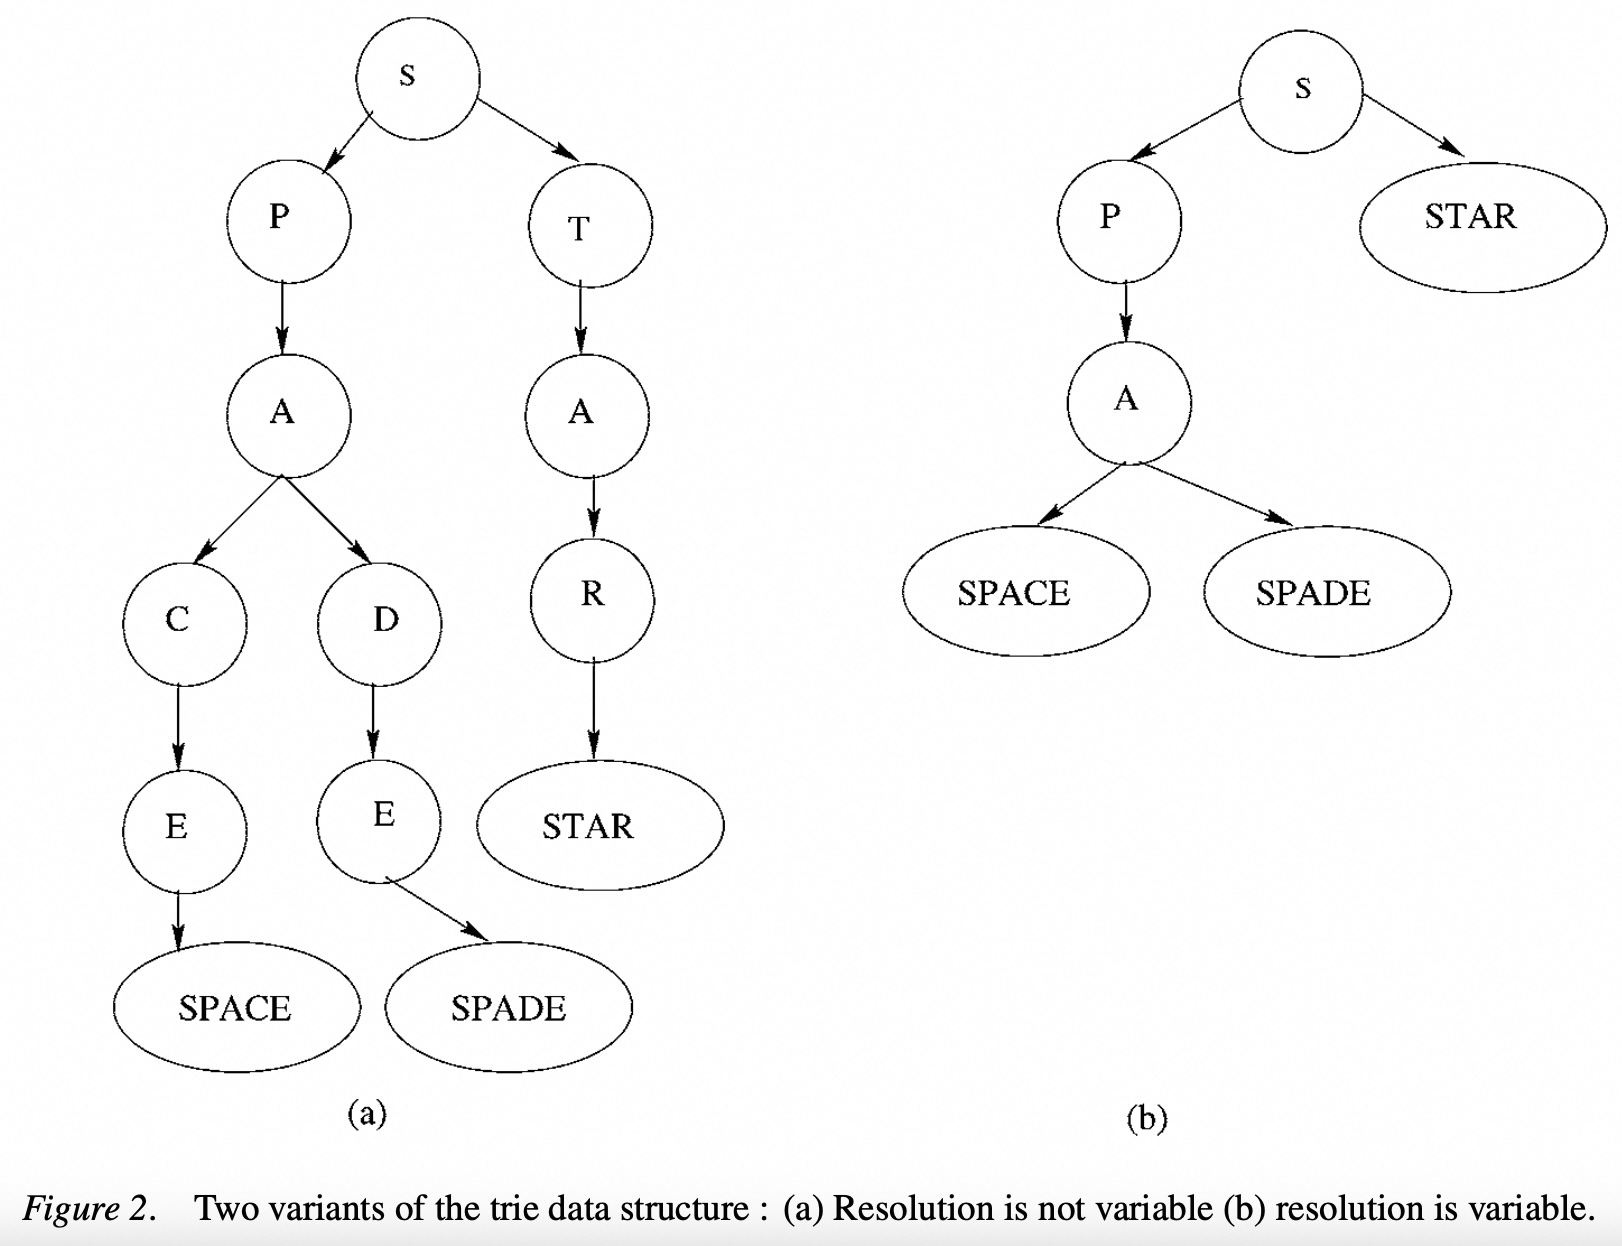 S
P
T
A
A
C
D
R
E
E
STAR
SPACE
SPADE
(a)
S
P
STAR
A
SPACE
SPADE
(b)
Figure 2. Two variants of the trie data structure : (a) Resolution is not variable (b) resolution is variable.